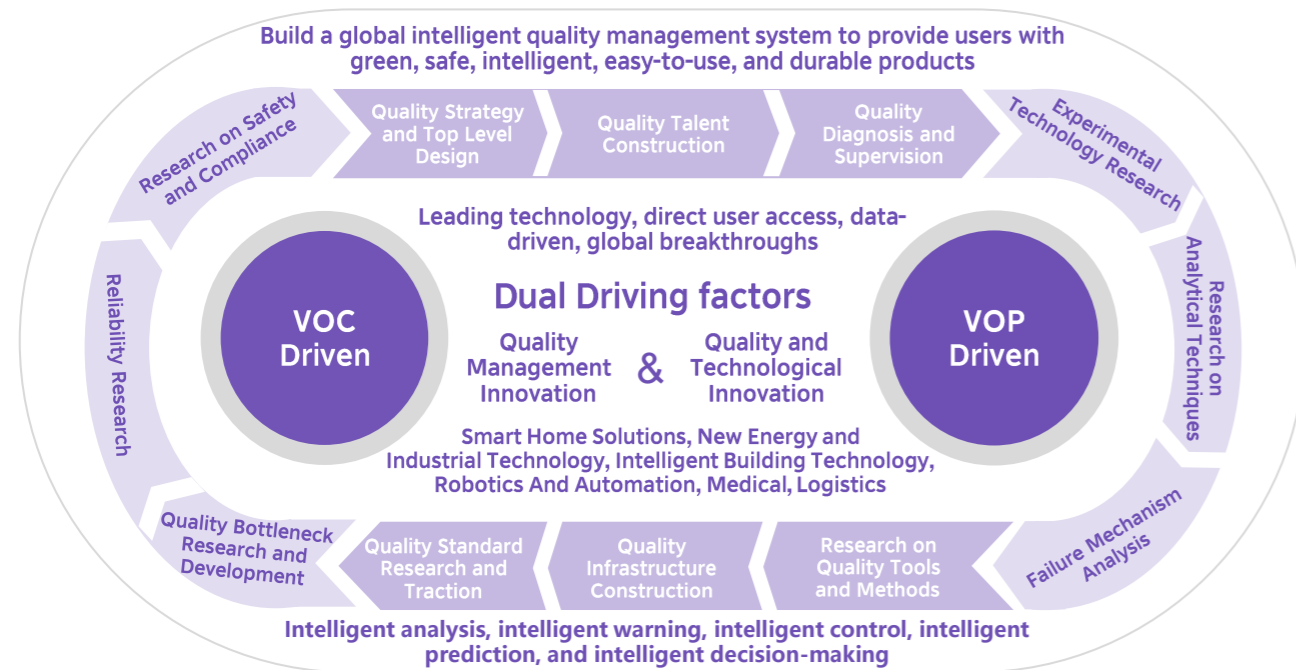 Build a global intelligent quality management system to provide users with
green, safe, intelligent, easy-to-use, and durable products
Research on Safety
and Compliance
Quality Strategy
and Top Level
Design
Quality Talent
Construction
Quality
Diagnosis and
Supervision
Experimental
Technology Research
Research on
Analytical Techniques
Failure Mechanism
Analysis
Research on
Quality Tools
and Methods
Quality
Infrastructure
Construction
Quality Standard
Research and
Traction
Quality Bottleneck
Research and
Development
Reliability Research
Leading technology, direct user access, data-
driven, global breakthroughs
Dual Driving factors
VOC
Driven
Quality
Management
Innovation
&
Quality and
Technological
Innovation
VOP
Driven
Smart Home Solutions, New Energy and
Industrial Technology, Intelligent Building Technology,
Robotics And Automation, Medical, Logistics
Intelligent analysis, intelligent warning, intelligent control, intelligent
prediction, and intelligent decision-making